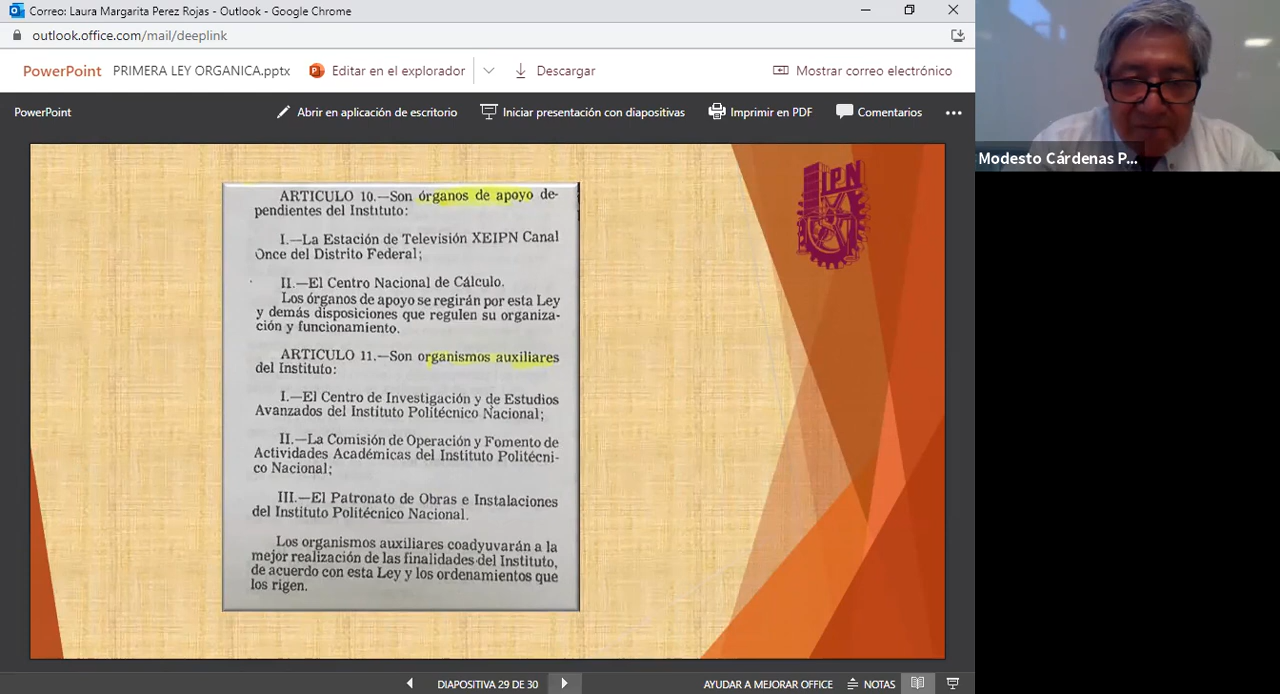 Correo: Laura Margarita Perez Rojas - Outlook - Google Chrome
outlook.office.com/mail/deeplink
PowerPoint PRIMERA LEY ORGANICA.pptx Editar en el explorador Descargar Mostrar correo electrónico
PowerPoint Abrir en aplicación de escritorio Iniciar presentación con diapositivas Imprimir en PDF Comentarios
Modesto Cárdenas P...
IPN
ARTICULO 10.—Son órganos de apoyo de-
pendientes del Instituto:
I.—La Estación de Televisión XEIPN Canal
Once del Distrito Federal;
II.—El Centro Nacional de Cálculo.
Los órganos de apoyo se regirán por esta Ley
y demás disposiciones que regulen su organiza-
ción y funcionamiento.
ARTICULO 11.—Son organismos auxiliares
del Instituto:
I.—El Centro de Investigación y de Estudios
Avanzados del Instituto Politécnico Nacional;
II.—La Comisión de Operación y Fomento de
Actividades Académicas del Instituto Politécni-
co Nacional;
III.—El Patronato de Obras e Instalaciones
del Instituto Politécnico Nacional.
Los organismos auxiliares coadyuvarán a la
mejor realización de las finalidades del Instituto,
de acuerdo con esta Ley y los ordenamientos que
los rigen.
DIAPOSITIVA 29 DE 30 AYUDAR A MEJORAR OFFICE NOTAS